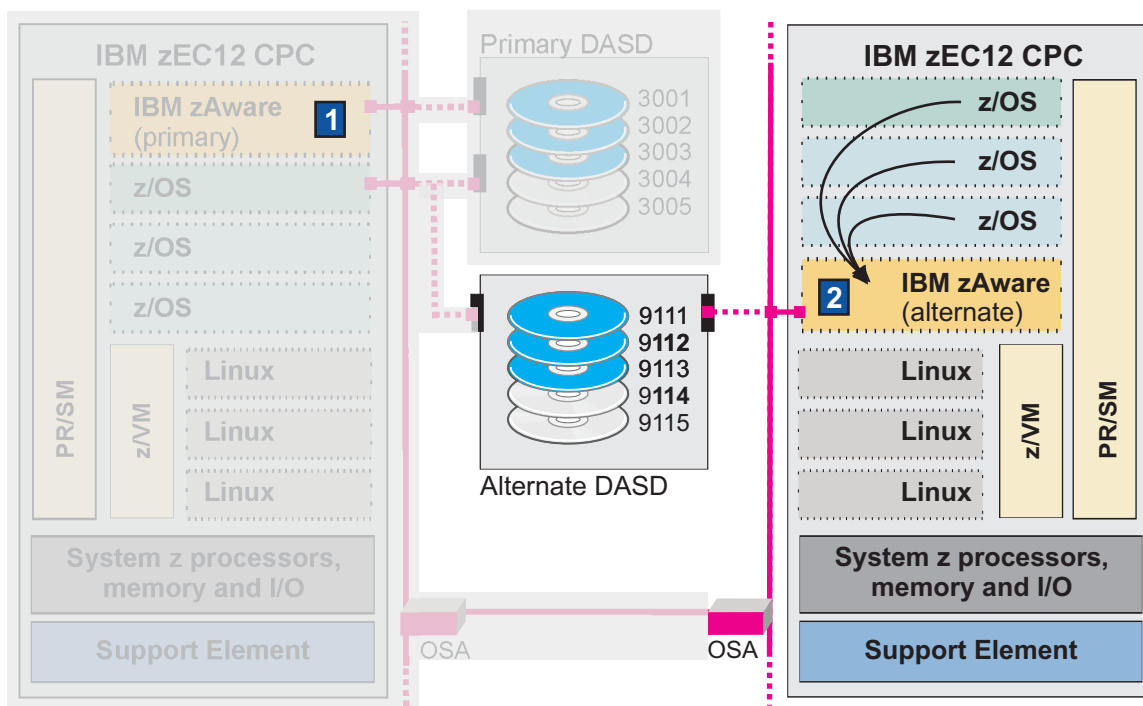 IBM zEC12 CPC
IBM zAware
(primary)
1
z/OS
z/OS
z/OS
PR/SM
z/VM
Linux
Linux
Linux
System z processors,
memory and I/O
Support Element
OSA
Primary DASD
3001
3002
3003
3004
3005
9111
9112
9113
9114
9115
Alternate DASD
OSA
IBM zEC12 CPC
z/OS
z/OS
z/OS
2
IBM zAware
(alternate)
Linux
Linux
Linux
z/VM
PR/SM
System z processors,
memory and I/O
Support Element